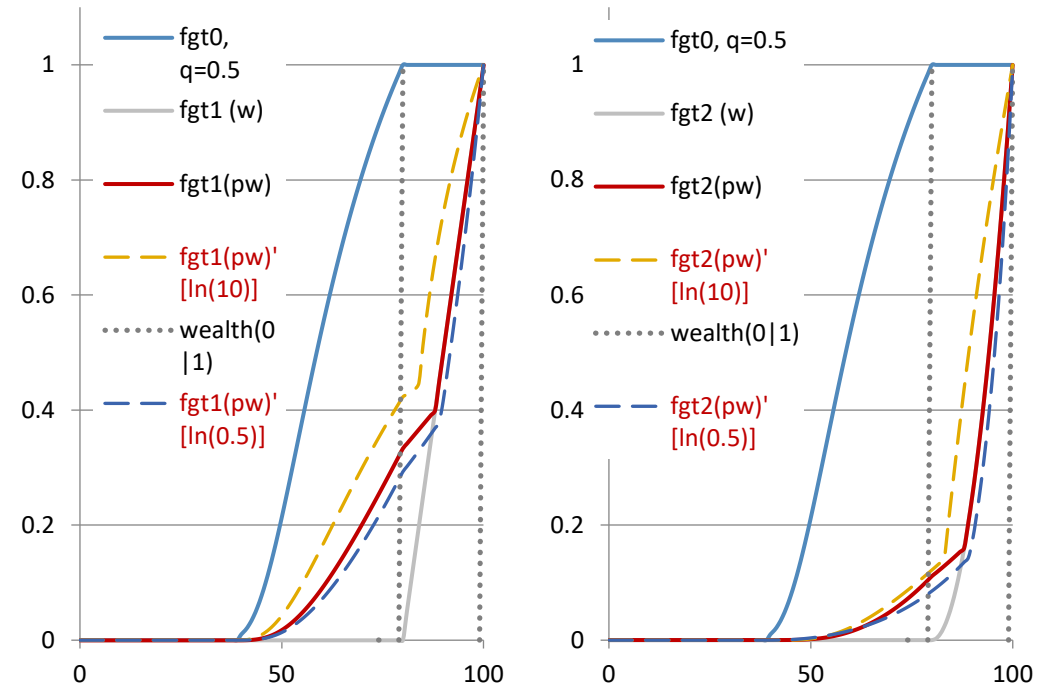 fgt0,
q=0.5
fgt1 (w)
fgt1(pw)
fgt1(pw)'
[ln(10)]
wealth(0
|1)
fgt1(pw)'
[ln(0.5)]
1
0.8
0.6
0.4
0.2
0
0
50
100
fgt0, q=0.5
fgt2 (w)
fgt2(pw)
fgt2(pw)'
[ln(10)]
wealth(0|1)
fgt2(pw)'
[ln(0.5)]
1
0.8
0.6
0.4
0.2
0
0
50
100